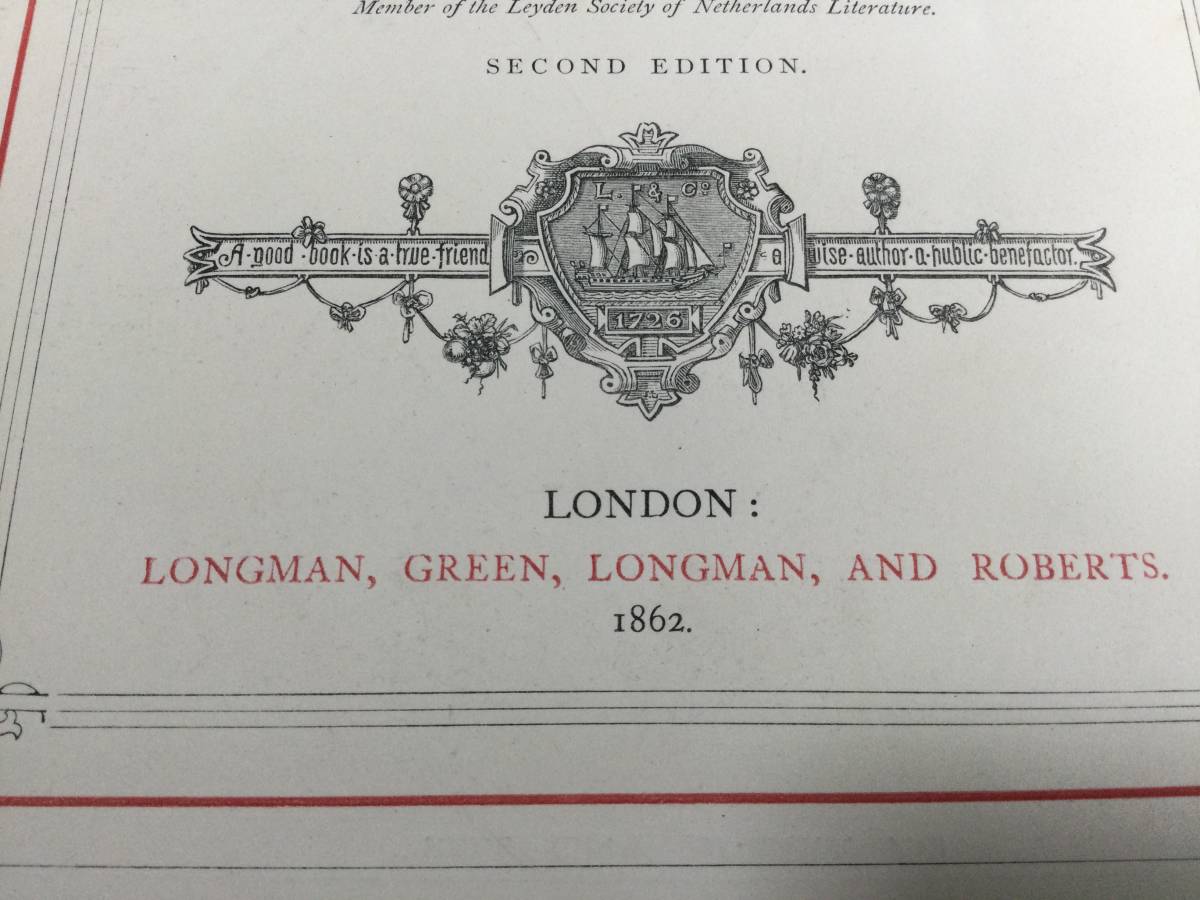 Member of the Leyden Society of Netherlands Literature.
SECOND EDITION.
L. & Co
A·good·book·is·a·true·friend
a wise·author·a·public·benefactor.
1726
LONDON:
LONGMAN, GREEN, LONGMAN, AND ROBERTS.
1862.